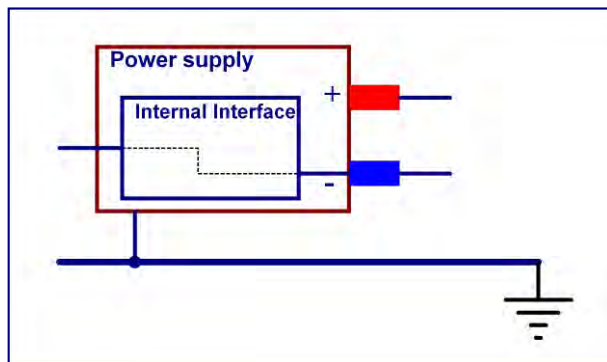 Power supply
Internal Interface
+
-